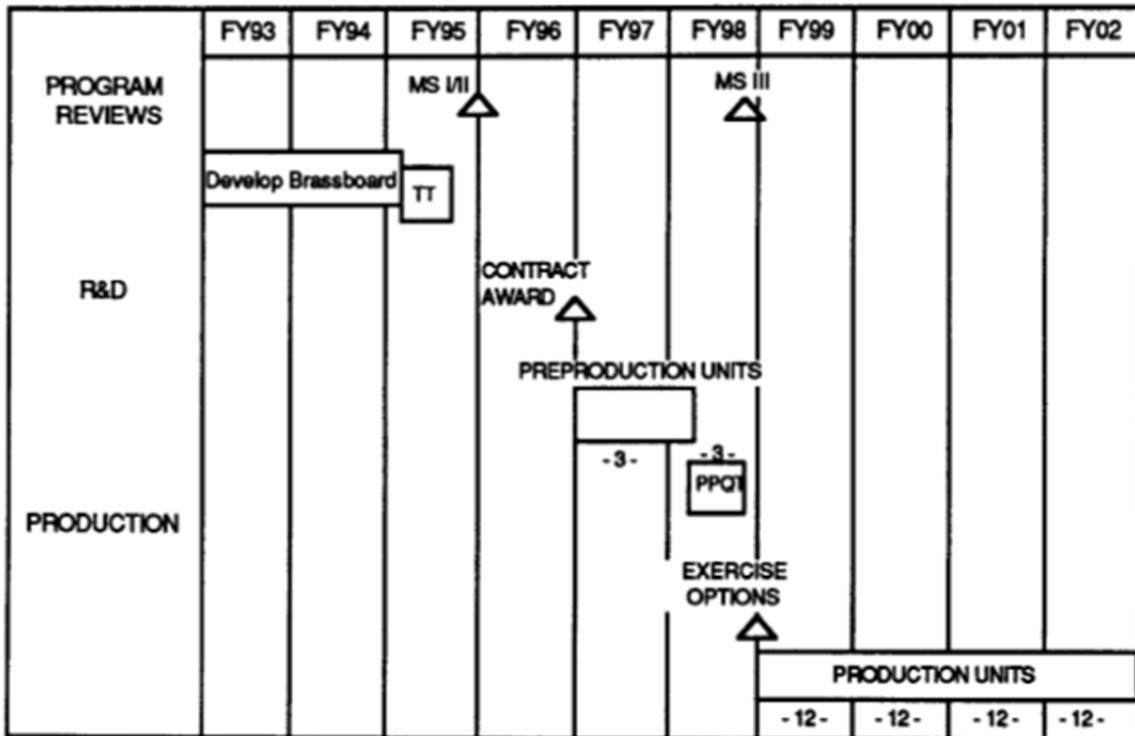 FY93 FY94 FY95 FY96 FY97 FY98 FY99 FY00 FY01 FY02
PROGRAM
REVIEWS
MS I/II
MS III
Develop Brassboard
TT
R&D
CONTRACT
AWARD
PREPRODUCTION UNITS
- 3 -
- 3 -
PPQT
PRODUCTION
EXERCISE
OPTIONS
PRODUCTION UNITS
- 12 - - 12 - - 12 - - 12 -